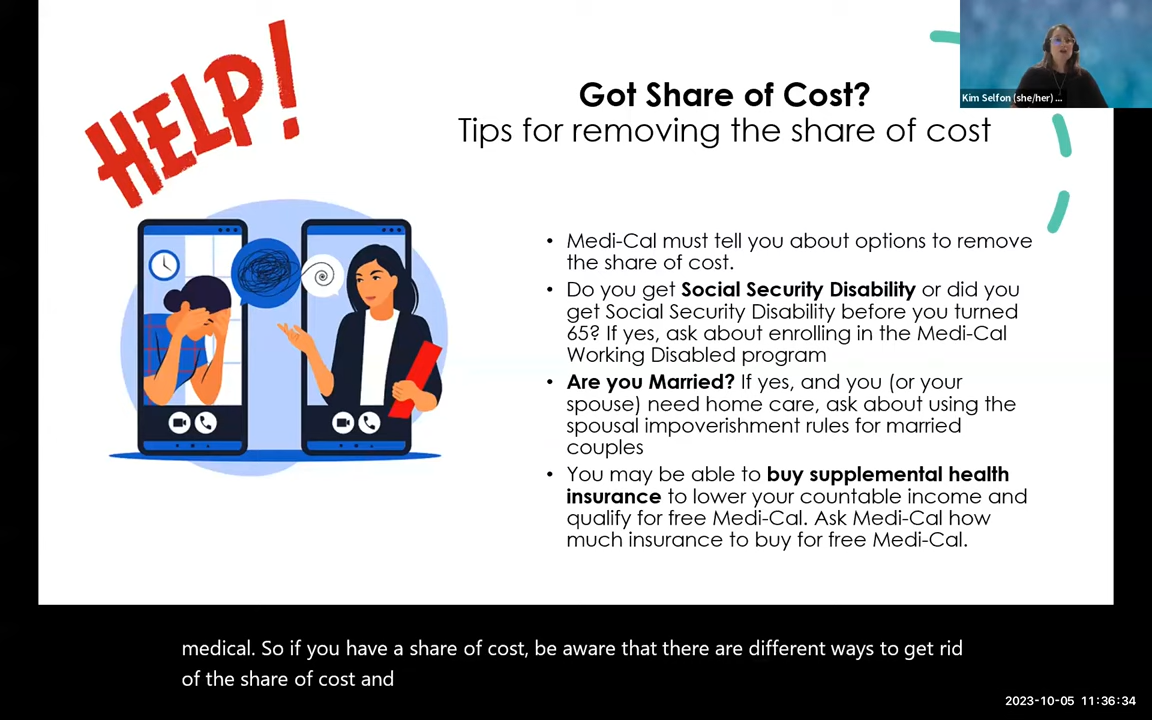 HELP!
Got Share of Cost?
Tips for removing the share of cost
Kim Selfon (she/her) ...
• Medi-Cal must tell you about options to remove
the share of cost.
• Do you get Social Security Disability or did you
get Social Security Disability before you turned
65? If yes, ask about enrolling in the Medi-Cal
Working Disabled program
• Are you Married? If yes, and you (or your
spouse) need home care, ask about using the
spousal impoverishment rules for married
couples
• You may be able to buy supplemental health
insurance to lower your countable income and
qualify for free Medi-Cal. Ask Medi-Cal how
much insurance to buy for free Medi-Cal.
medical. So if you have a share of cost, be aware that there are different ways to get rid
of the share of cost and
2023-10-05 11:36:34